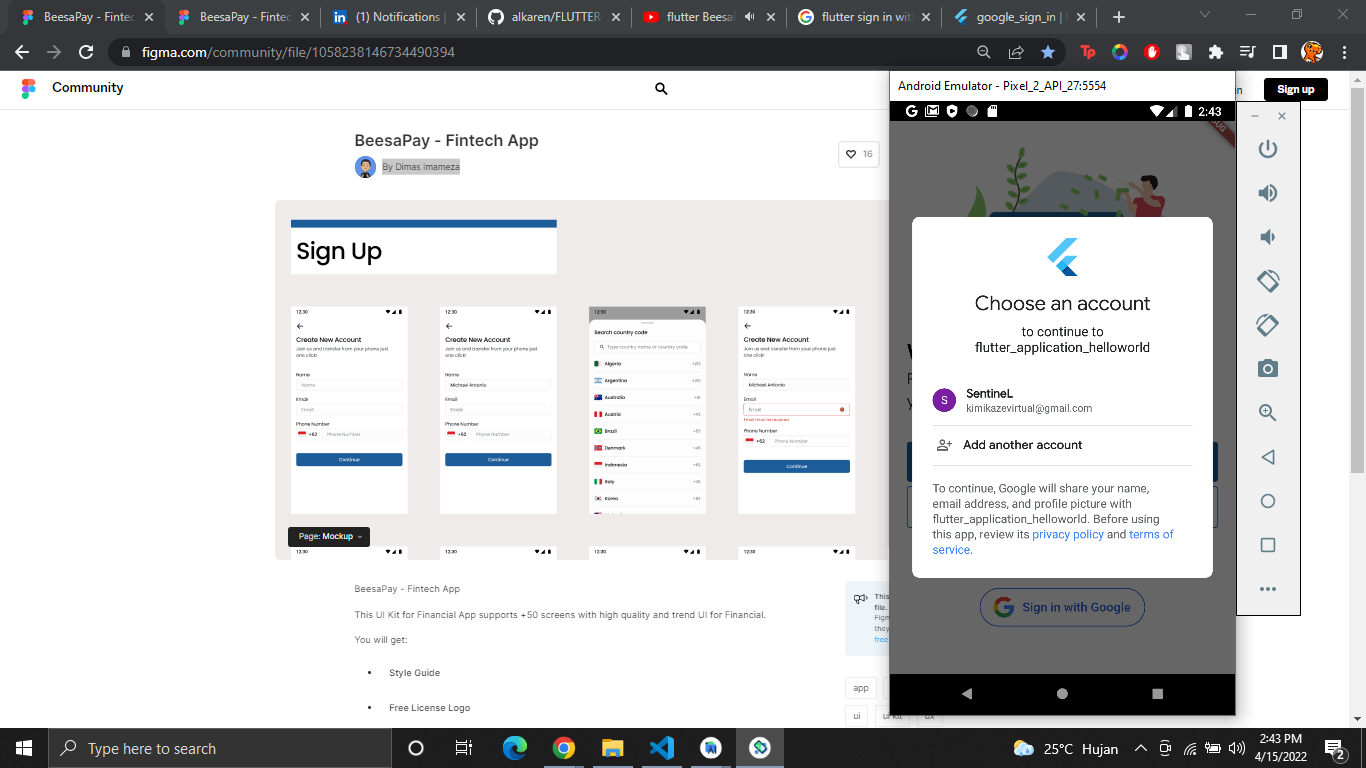 BeesaPay - Fintec
BeesaPay - Fintec
(1) Notifications |
alkaren/FLUTTER
flutter Beesal
flutter sign in with
google_sign_in |
figma.com/community/file/1058238146734490394
Community
Sign up
BeesaPay - Fintech App
By Dimas Imameza
16
Sign Up
12:30
Create New Account
Join us and transfer from your phone just
one click!
Name
Name
Email
Email
Phone Number
+62 Phone Number
Continue
12:30
Create New Account
Join us and transfer from your phone just
one click!
Name
Michael Antonio
Email
Email
Phone Number
+62 Phone Number
Continue
12:30
Search country code
Type country name or country code
Algeria
Argentina
Australia
Austria
Brazil
Denmark
Indonesia +62
Italy
Korea
12:30
Create New Account
Join us and transfer from your phone just
one click!
Name
Michael Antonio
Email
Email
Email must be required
Phone Number
+62 Phone Number
Continue
12:30
12:30
12:30
12:30
Page: Mockup
BeesaPay - Fintech App
This UI Kit for Financial App supports +50 screens with high quality and trend UI for Financial.
You will get:
• Style Guide
• Free License Logo
This
file.
Figm
they
free
app
ui
ui kit
ux
Android Emulator - Pixel_2_API_27:5554
2:43
Choose an account
to continue to
flutter_application_helloworld
S
SentineL
kimikazevirtual@gmail.com
Add another account
To continue, Google will share your name,
email address, and profile picture with
flutter_application_helloworld. Before using
this app, review its privacy policy and terms of
service.
Sign in with Google
Type here to search
25°C Hujan
2:43 PM
4/15/2022
2